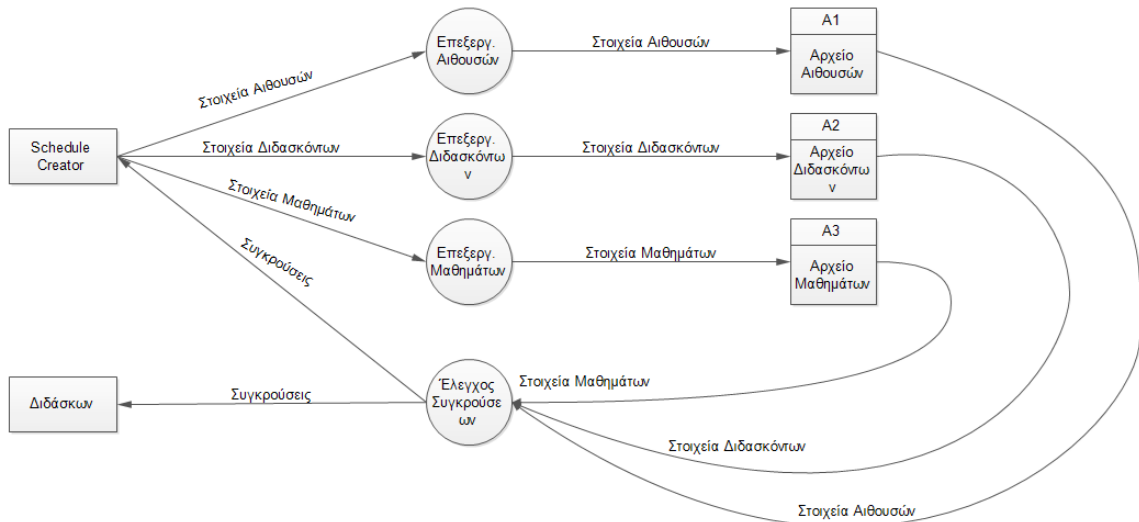 Επεξεργ.
Αιθουσών
Στοιχεία Αιθουσών
A1
Αρχείο
Αιθουσών
Στοιχεία Αιθουσών
Schedule
Creator
Στοιχεία Διδασκόντων
Επεξεργ.
Διδασκόντω
ν
Στοιχεία Διδασκόντων
A2
Αρχείο
Διδασκόντω
ν
Στοιχεία Μαθημάτων
Επεξεργ.
Μαθημάτων
Στοιχεία Μαθημάτων
A3
Αρχείο
Μαθημάτων
Συγκρούσεις
Διδάσκων
Συγκρούσεις
Έλεγχος
Συγκρούσε
ων
Στοιχεία Μαθημάτων
Στοιχεία Διδασκόντων
Στοιχεία Αιθουσών